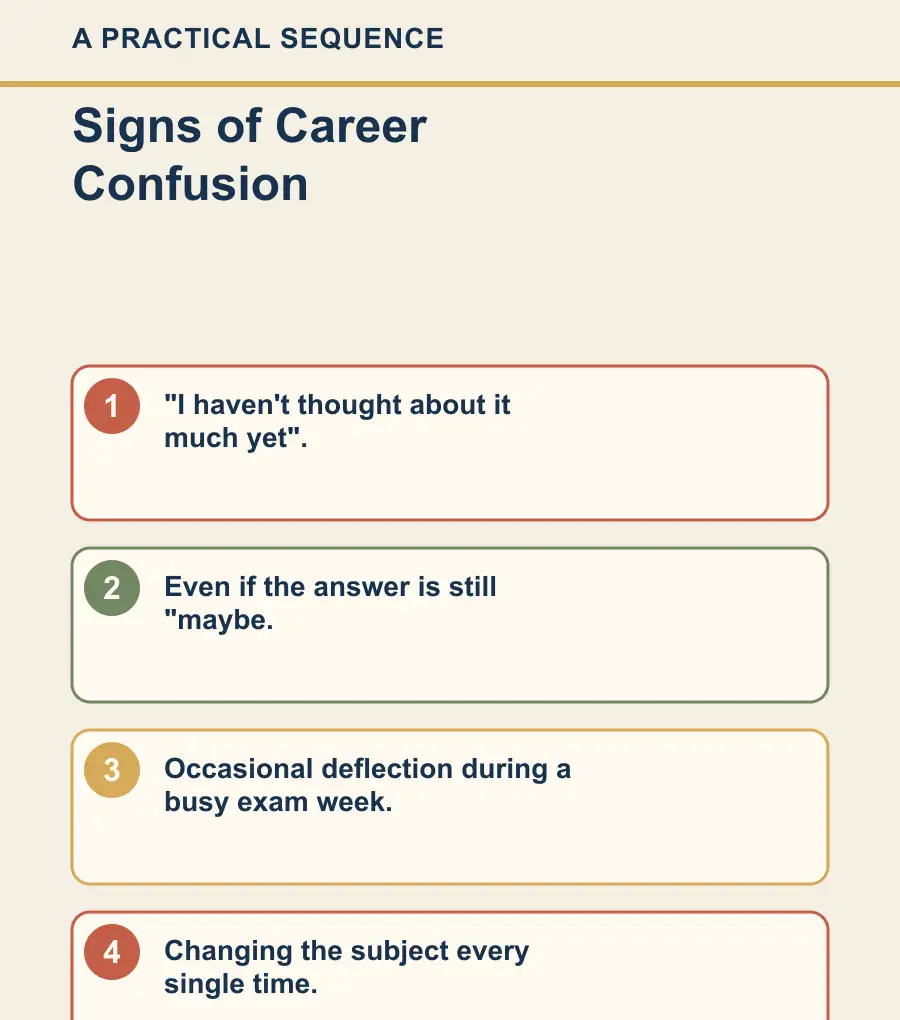 A PRACTICAL SEQUENCE
Signs of Career
Confusion
1
"I haven't thought about it
much yet".
2
Even if the answer is still
"maybe.
3
Occasional deflection during a
busy exam week.
4
Changing the subject every
single time.